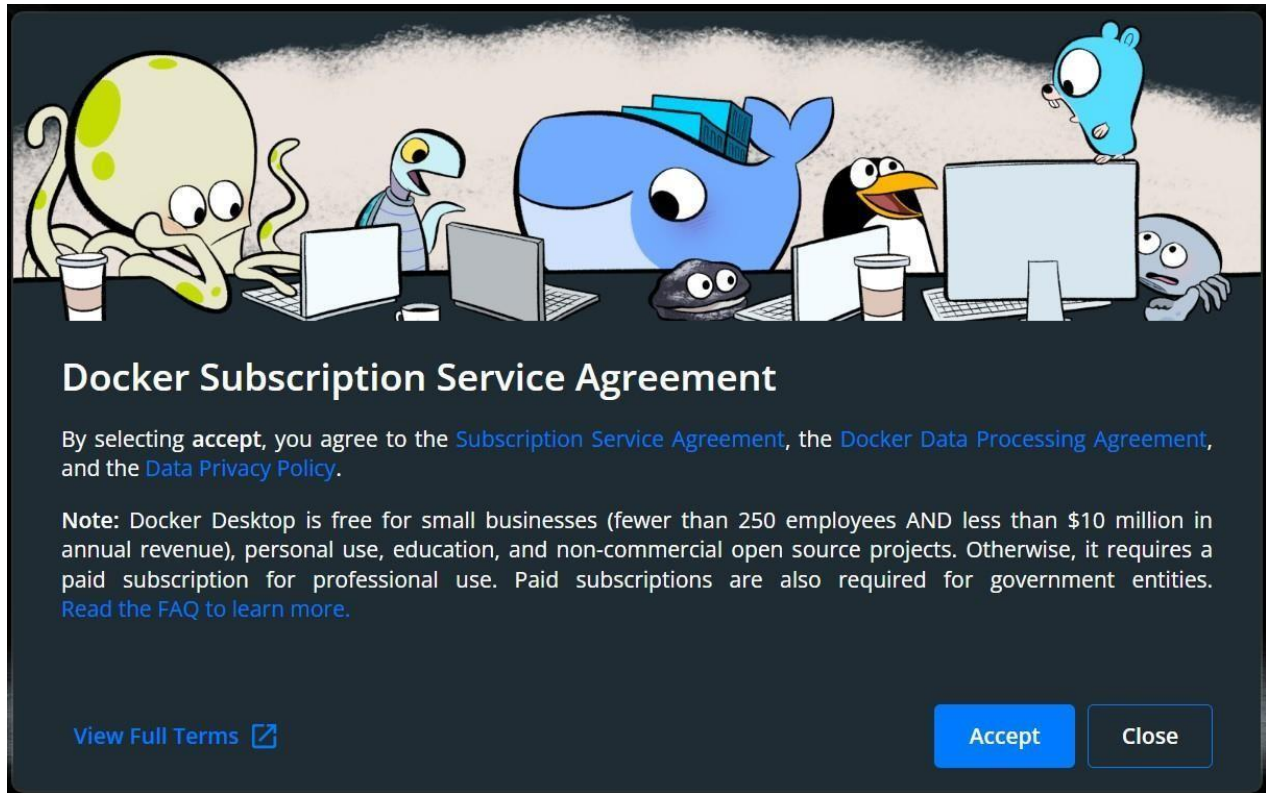 Docker Subscription Service Agreement
By selecting accept, you agree to the Subscription Service Agreement, the Docker Data Processing Agreement,
and the Data Privacy Policy.
Note: Docker Desktop is free for small businesses (fewer than 250 employees AND less than $10 million in
annual revenue), personal use, education, and non-commercial open source projects. Otherwise, it requires a
paid subscription for professional use. Paid subscriptions are also required for government entities.
Read the FAQ to learn more.
View Full Terms
Accept
Close